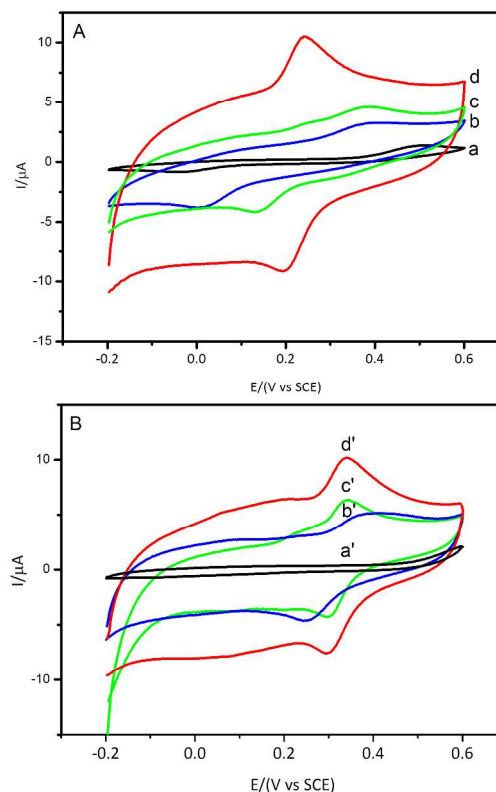 A
I/μA
10
5
0
-5
-10
-15
d
c
b
a
-0.2 0.0 0.2 0.4 0.6
E/(V vs SCE)
B
I/μA
10
0
-10
d'
c'
b'
a'
-0.2 0.0 0.2 0.4 0.6
E/(V vs SCE)